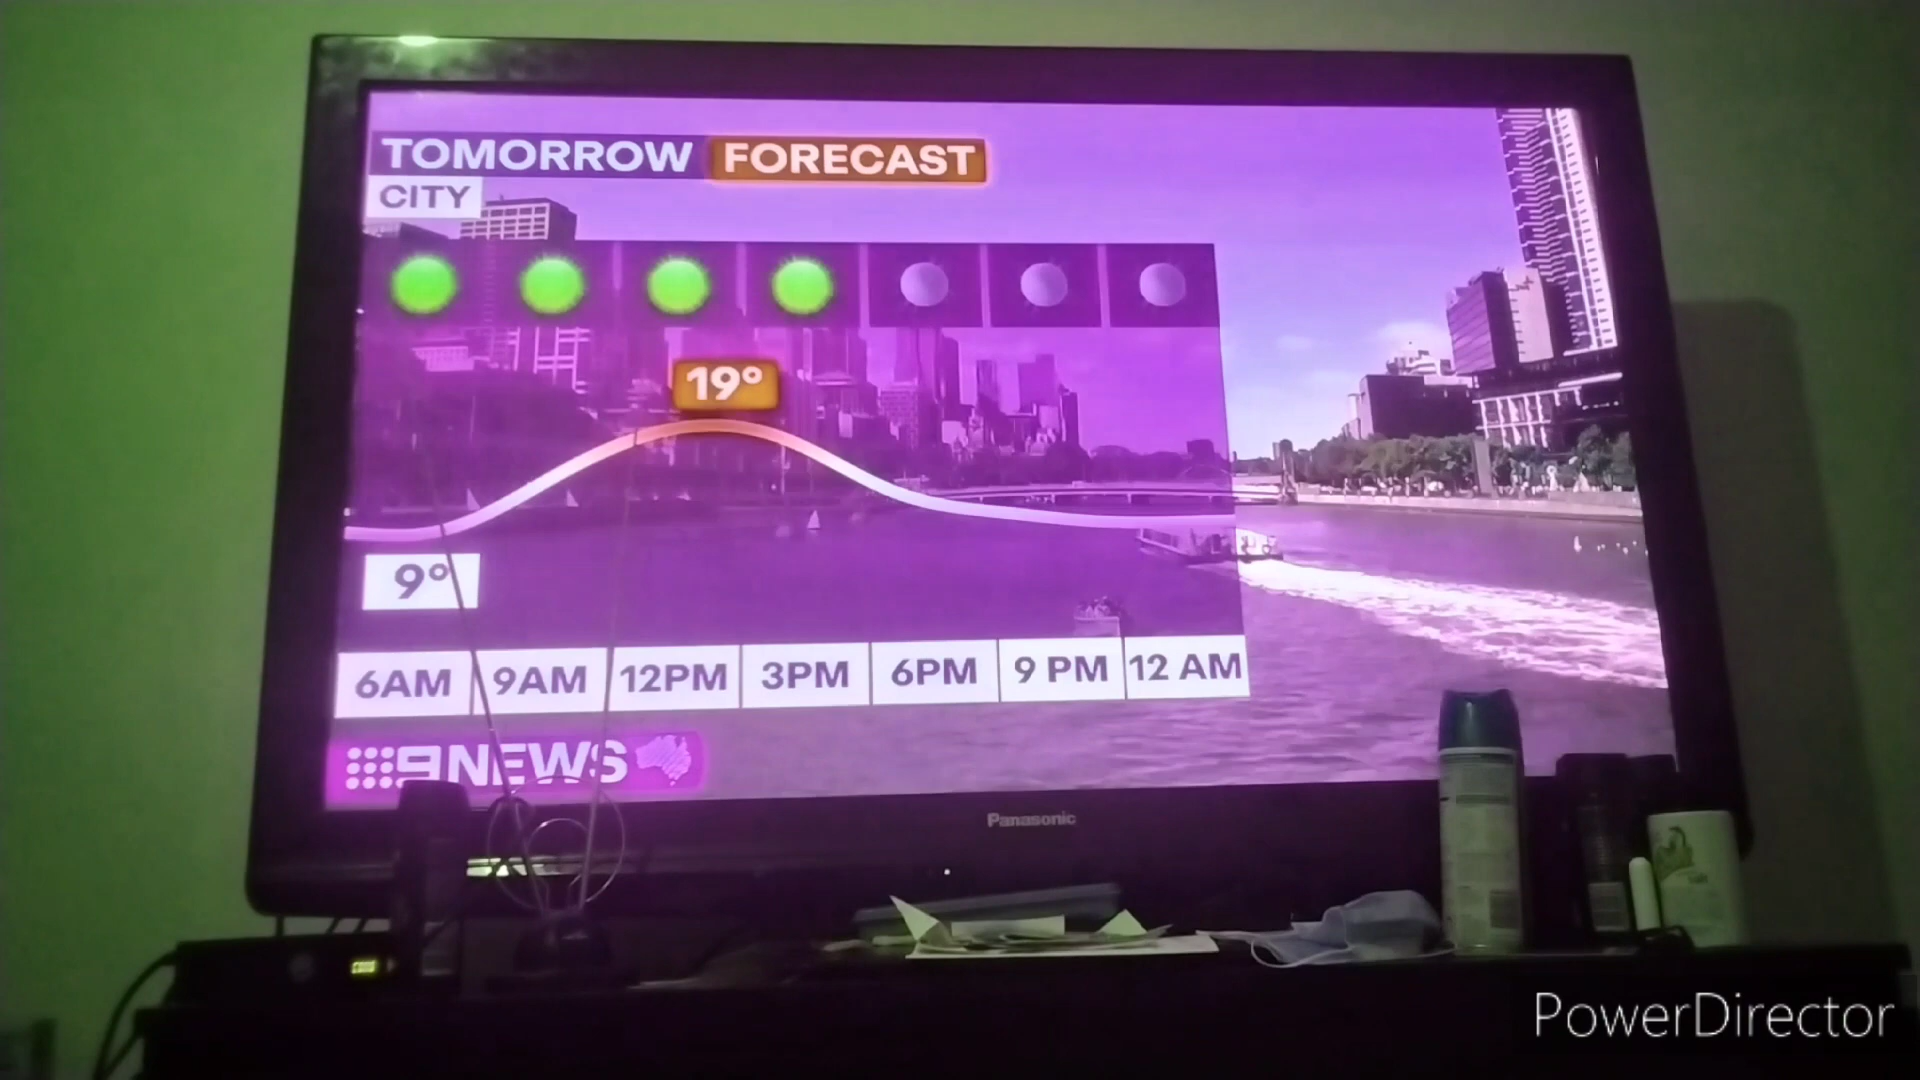 TOMORROW FORECAST
CITY
19°
9°
6AM 9AM 12PM 3PM 6PM 9 PM 12 AM
9NEWS
Panasonic
PowerDirector